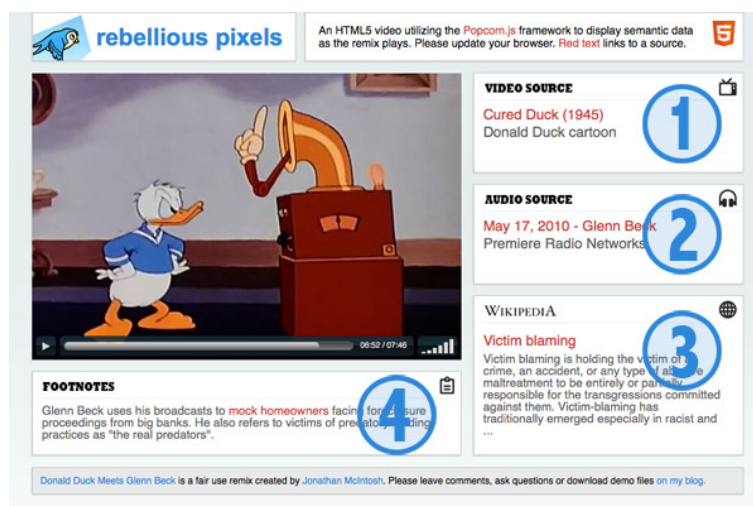 rebellious pixels
An HTML5 video utilizing the Popcorn.js framework to display semantic data
as the remix plays. Please update your browser. Red text links to a source.
5
VIDEO SOURCE
Cured Duck (1945)
Donald Duck cartoon
1
AUDIO SOURCE
May 17, 2010 - Glenn Beck
Premiere Radio Networks
2
WIKIPEDIA
Victim blaming
Victim blaming is holding the victim of a
crime, an accident, or any type of abusive
maltreatment to be entirely or partially
responsible for the transgressions committed
against them. Victim-blaming has
traditionally emerged especially in racist and
...
3
06:52 / 07:46
FOOTNOTES
Glenn Beck uses his broadcasts to mock homeowners facing foreclosure
proceedings from big banks. He also refers to victims of predatory lending
practices as "the real predators".
4
Donald Duck Meets Glenn Beck is a fair use remix created by Jonathan McIntosh. Please leave comments, ask questions or download demo files on my blog.